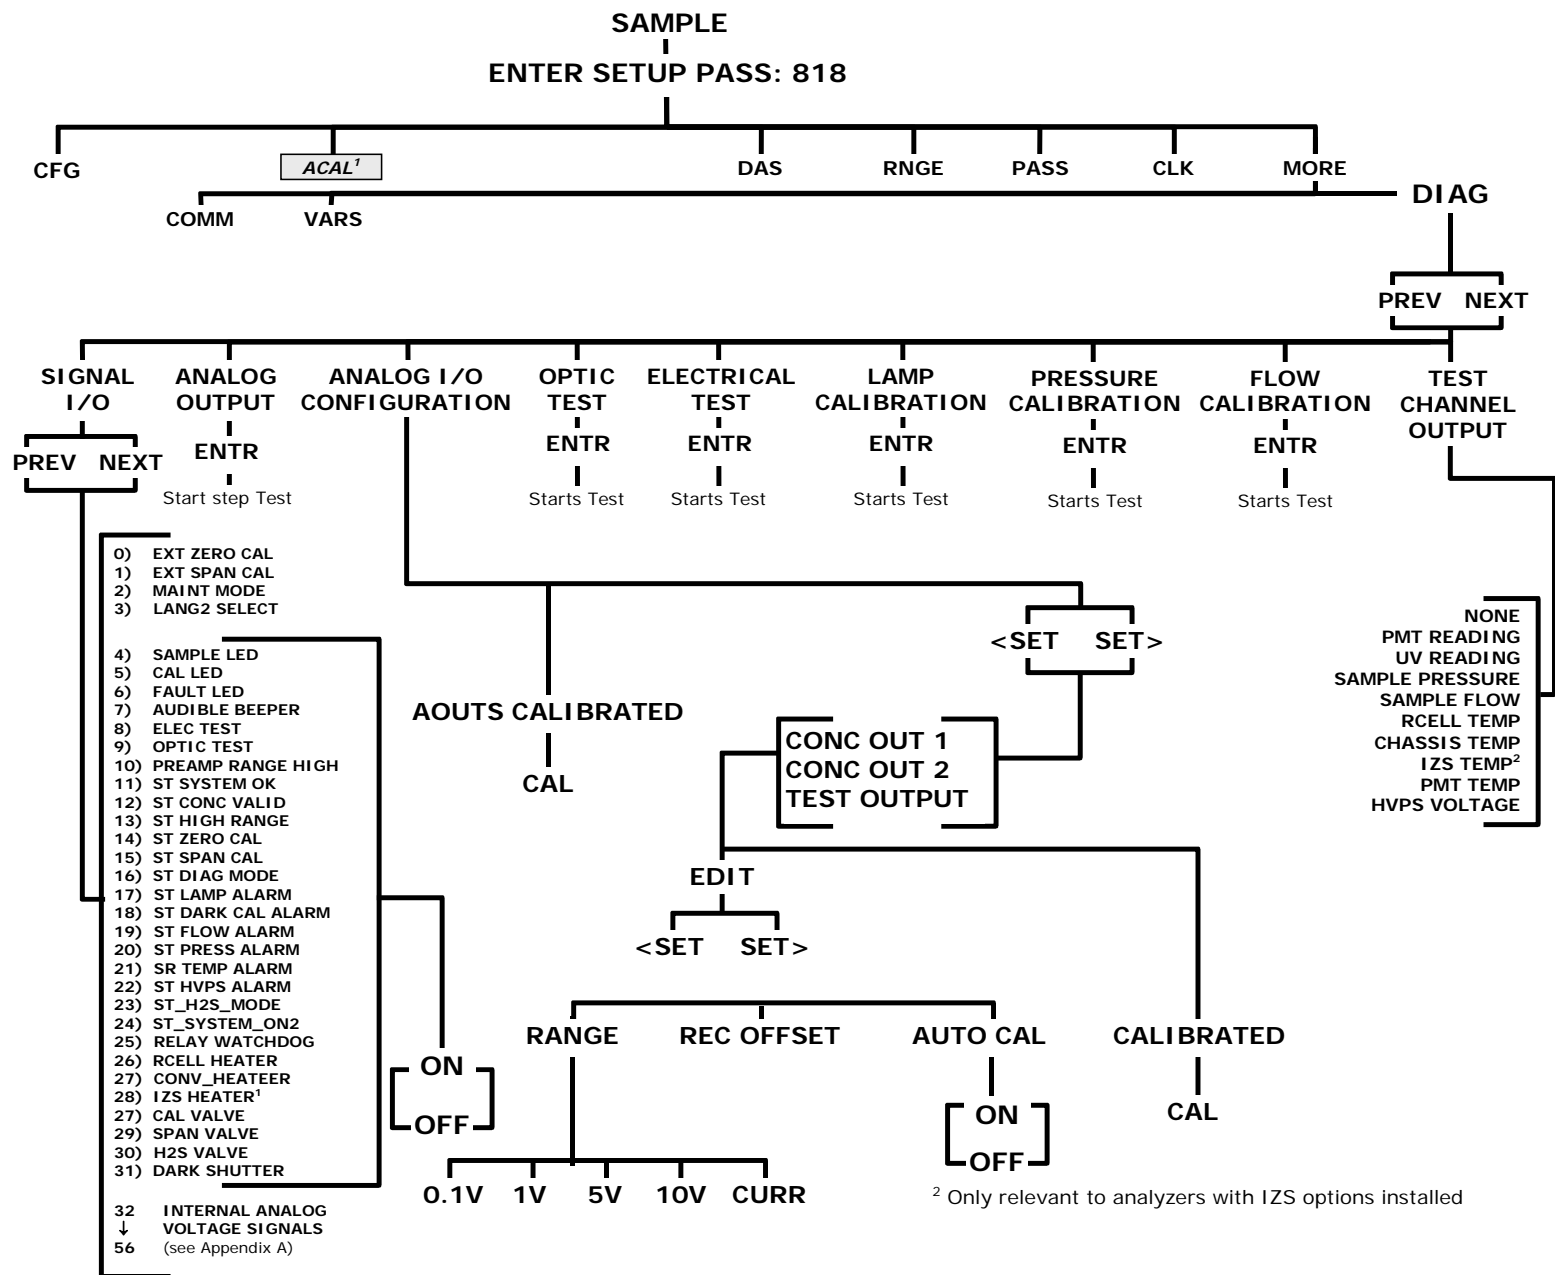 SAMPLE
ENTER SETUP PASS: 818
CFG
ACAL¹
DAS
RNGE
PASS
CLK
MORE
COMM
VARS
DIAG
PREV NEXT
SIGNAL
I/O
ANALOG
OUTPUT
ANALOG I/O
CONFIGURATION
OPTIC
TEST
ELECTRICAL
TEST
LAMP
CALIBRATION
PRESSURE
CALIBRATION
FLOW
CALIBRATION
TEST
CHANNEL
OUTPUT
PREV NEXT
ENTR
ENTR
ENTR
ENTR
ENTR
ENTR
Start step Test
Starts Test
Starts Test
Starts Test
Starts Test
Starts Test
0) EXT ZERO CAL
1) EXT SPAN CAL
2) MAINT MODE
3) LANG2 SELECT
4) SAMPLE LED
5) CAL LED
6) FAULT LED
7) AUDIBLE BEEPER
8) ELEC TEST
9) OPTIC TEST
10) PREAMP RANGE HIGH
11) ST SYSTEM OK
12) ST CONC VALID
13) ST HIGH RANGE
14) ST ZERO CAL
15) ST SPAN CAL
16) ST DIAG MODE
17) ST LAMP ALARM
18) ST DARK CAL ALARM
19) ST FLOW ALARM
20) ST PRESS ALARM
21) SR TEMP ALARM
22) ST HVPS ALARM
23) ST_H2S_MODE
24) ST_SYSTEM_ON2
25) RELAY WATCHDOG
26) RCELL HEATER
27) CONV_HEATEER
28) IZS HEATER¹
27) CAL VALVE
29) SPAN VALVE
30) H2S VALVE
31) DARK SHUTTER
32 INTERNAL ANALOG
↓ VOLTAGE SIGNALS
56 (see Appendix A)
ON
OFF
AOUTS CALIBRATED
CAL
<SET SET>
CONC OUT 1
CONC OUT 2
TEST OUTPUT
EDIT
<SET SET>
RANGE
REC OFFSET
AUTO CAL
CALIBRATED
ON
OFF
CAL
0.1V
1V
5V
10V
CURR
NONE
PMT READING
UV READING
SAMPLE PRESSURE
SAMPLE FLOW
RCELL TEMP
CHASSIS TEMP
IZS TEMP²
PMT TEMP
HVPS VOLTAGE
² Only relevant to analyzers with IZS options installed